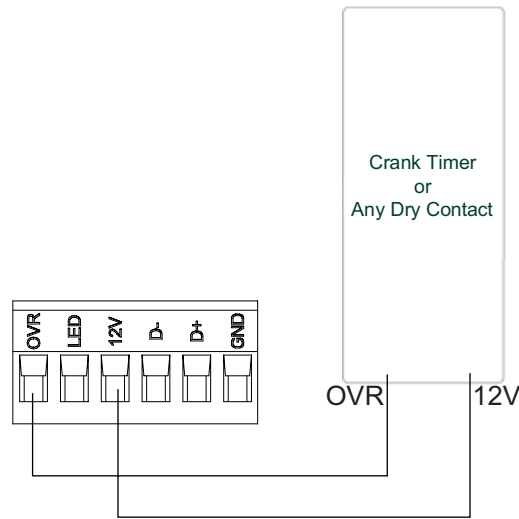 Crank Timer
or
Any Dry Contact
OVR
LED
12V
D-
D+
GND
OVR
12V